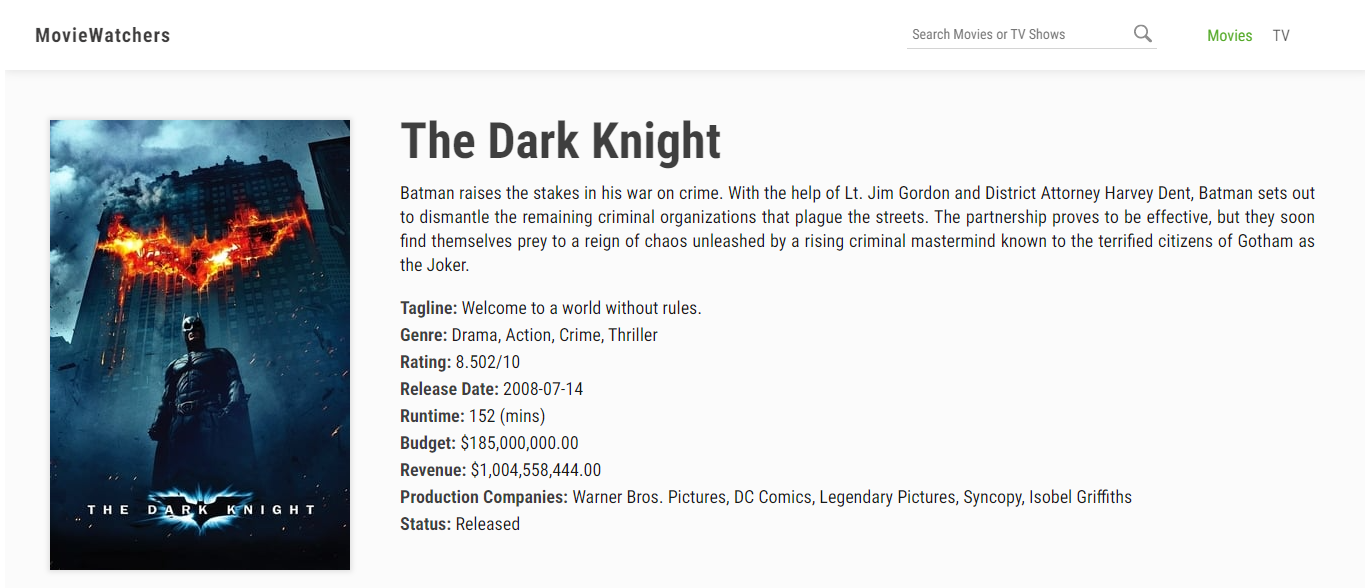 MovieWatchers
Search Movies or TV Shows
Movies
TV
THE DARK KNIGHT
The Dark Knight
Batman raises the stakes in his war on crime. With the help of Lt. Jim Gordon and District Attorney Harvey Dent, Batman sets out
to dismantle the remaining criminal organizations that plague the streets. The partnership proves to be effective, but they soon
find themselves prey to a reign of chaos unleashed by a rising criminal mastermind known to the terrified citizens of Gotham as
the Joker.
Tagline: Welcome to a world without rules.
Genre: Drama, Action, Crime, Thriller
Rating: 8.502/10
Release Date: 2008-07-14
Runtime: 152 (mins)
Budget: $185,000,000.00
Revenue: $1,004,558,444.00
Production Companies: Warner Bros. Pictures, DC Comics, Legendary Pictures, Syncopy, Isobel Griffiths
Status: Released